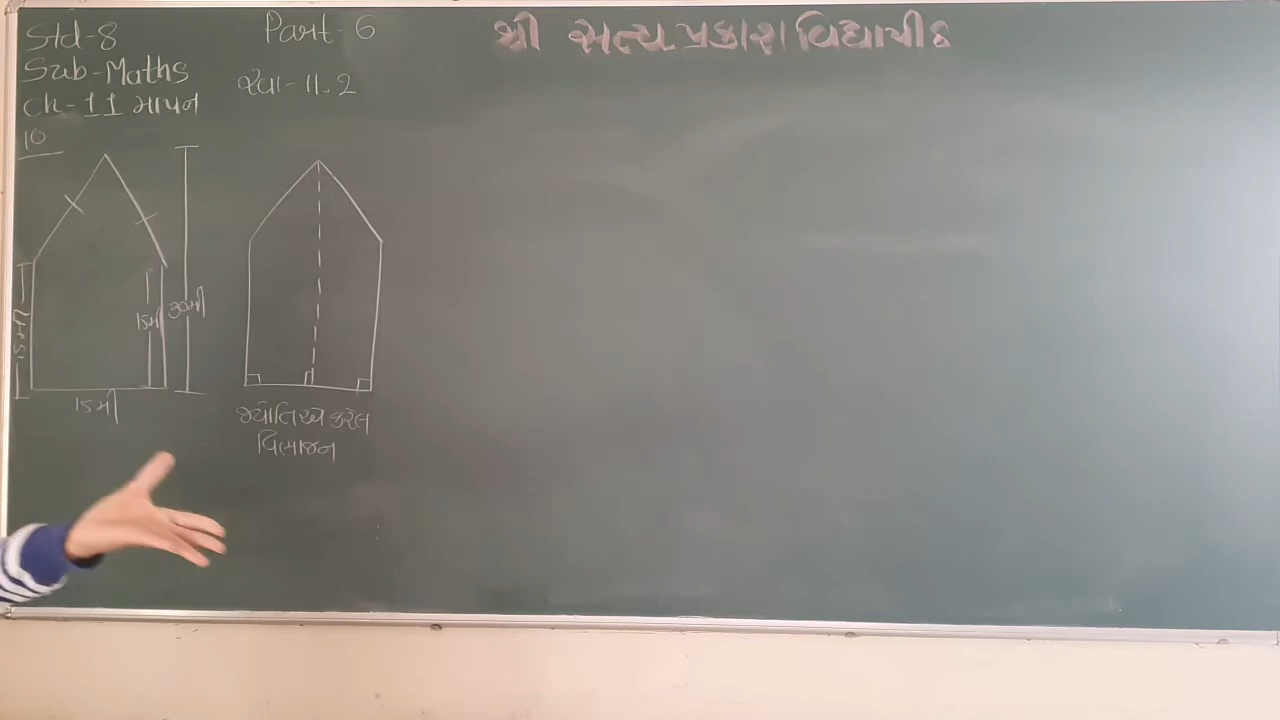 Std-8
Sub-Maths
Ch-11 માપન
Part-6
સ્વા-11.2
શ્રી સત્ય પ્રકાશ વિદ્યાપીઠ
10
15મી
15મી
30મી
15મી
જ્યોતિએ કરેલ
વિભાજન